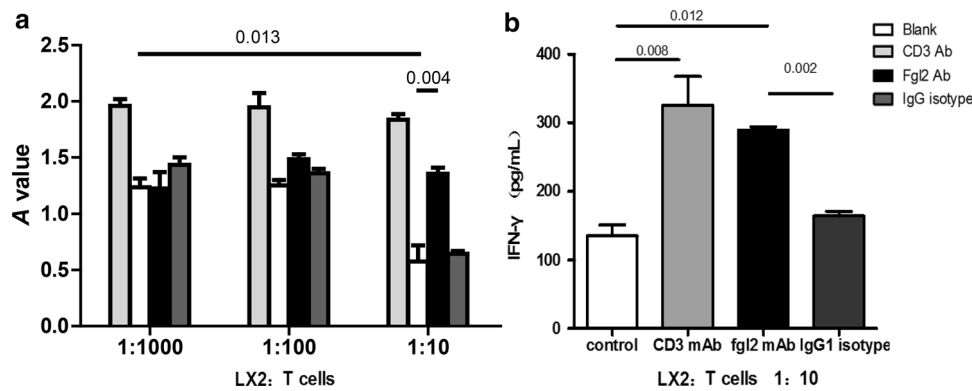 a
0.013
0.004
2.5
2.0
1.5
1.0
0.5
0.0
A value
1:1000 1:100 1:10
LX2: T cells
b
0.012
0.008
0.002
400
300
200
100
0
IFN-γ (pg/mL)
control CD3 mAb fgl2 mAb IgG1 isotype
LX2: T cells 1: 10
Blank
CD3 Ab
Fgl2 Ab
IgG isotype